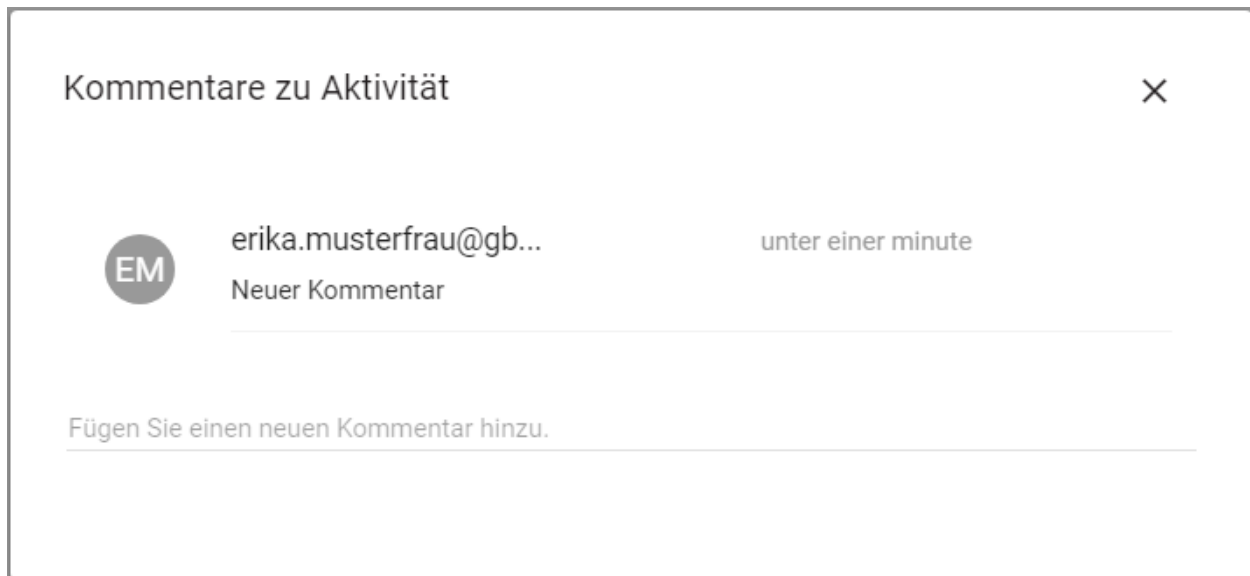 Kommentare zu Aktivität
EM
erika.musterfrau@gb... unter einer minute
Neuer Kommentar
Fügen Sie einen neuen Kommentar hinzu.